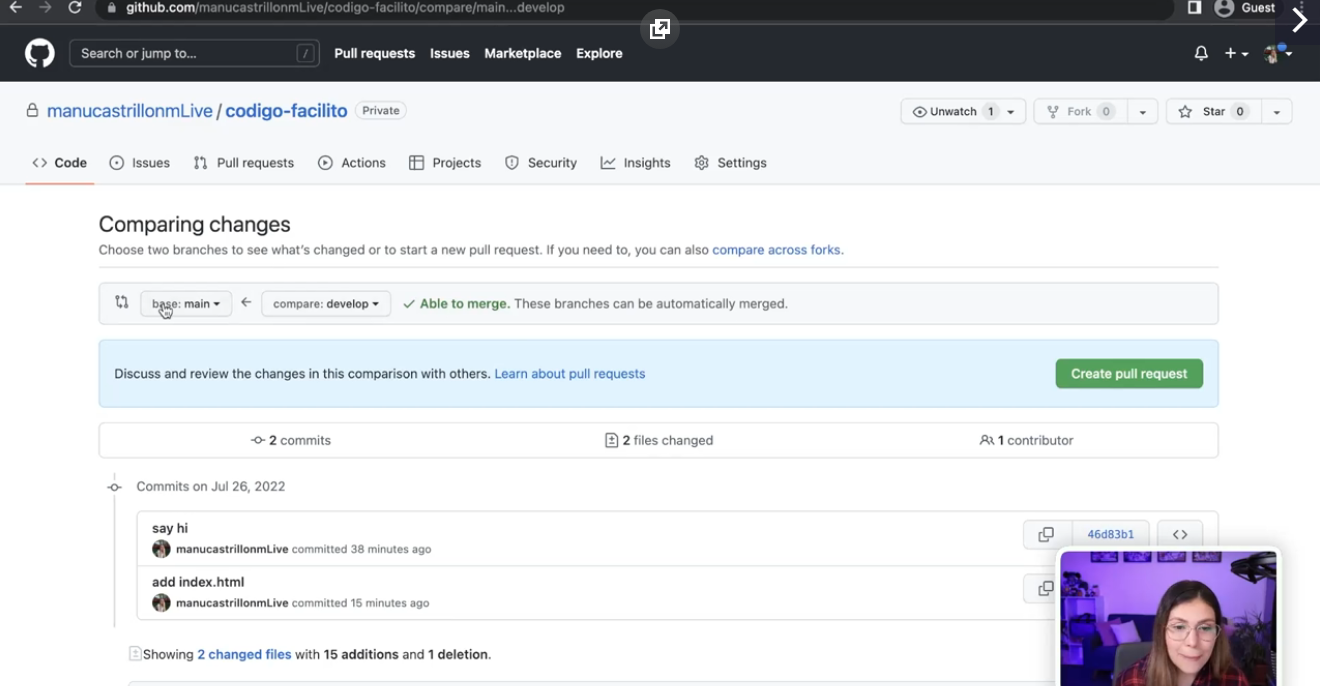 github.com/manucastrillonmLive/codigo-facilito/compare/main...develop
Guest
Search or jump to...
/
Pull requests
Issues
Marketplace
Explore
manucastrillonmLive / codigo-facilito
Private
Unwatch 1
Fork 0
Star 0
Code
Issues
Pull requests
Actions
Projects
Security
Insights
Settings
Comparing changes
Choose two branches to see what's changed or to start a new pull request. If you need to, you can also compare across forks.
base: main
compare: develop
Able to merge. These branches can be automatically merged.
Discuss and review the changes in this comparison with others. Learn about pull requests
Create pull request
2 commits
2 files changed
1 contributor
Commits on Jul 26, 2022
say hi
manucastrillonmLive committed 38 minutes ago
46d83b1
add index.html
manucastrillonmLive committed 15 minutes ago
Showing 2 changed files with 15 additions and 1 deletion.